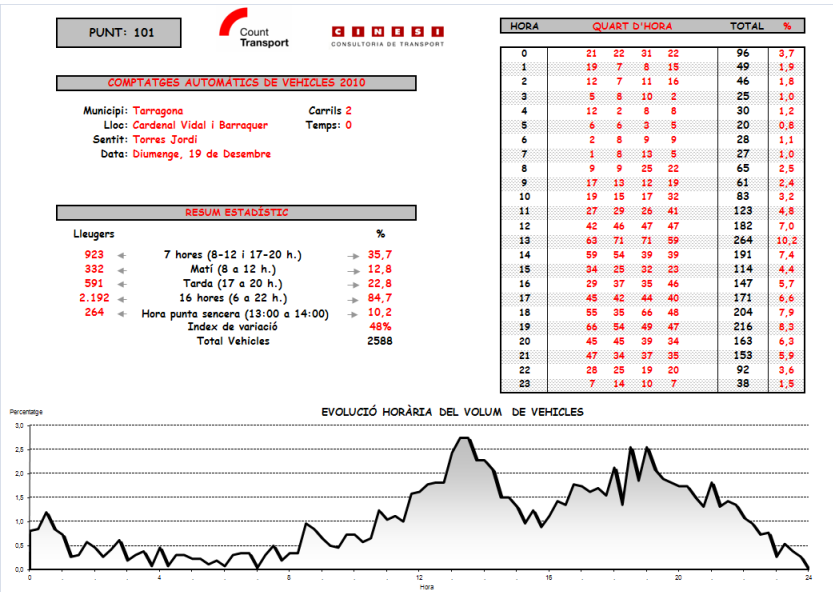 PUNT: 101
Count
Transport
CINESI
CONSULTORIA DE TRANSPORT
COMPTATGES AUTOMÀTICS DE VEHICLES 2010
Municipi: Tarragona Carrils 2
Lloc: Cardenal Vidal i Barraquer Temps: 0
Sentit: Torres Jordi
Data: Diumenge, 19 de Desembre
RESUM ESTADÍSTIC
Lleugers %
923 7 hores (8-12 i 17-20 h.) 35,7
332 Matí (8 a 12 h.) 12,8
591 Tarda (17 a 20 h.) 22,8
2.192 16 hores (6 a 22 h.) 84,7
264 Hora punta sencera (13:00 a 14:00) 10,2
Index de variació 48%
Total Vehicles 2588
HORA QUART D'HORA TOTAL %
0 21 22 31 22 96 3,7
1 19 7 8 15 49 1,9
2 12 7 11 16 46 1,8
3 5 8 10 2 25 1,0
4 12 2 8 8 30 1,2
5 6 6 3 5 20 0,8
6 2 8 9 9 28 1,1
7 1 8 13 5 27 1,0
8 9 9 25 22 65 2,5
9 17 13 12 19 61 2,4
10 19 15 17 32 83 3,2
11 27 29 26 41 123 4,8
12 42 46 47 47 182 7,0
13 63 71 71 59 264 10,2
14 59 54 39 39 191 7,4
15 34 25 32 23 114 4,4
16 29 37 35 46 147 5,7
17 45 42 44 40 171 6,6
18 55 35 66 48 204 7,9
19 66 54 49 47 216 8,3
20 45 45 39 34 163 6,3
21 47 34 37 35 153 5,9
22 28 25 19 20 92 3,6
23 7 14 10 7 38 1,5
EVOLUCIÓ HORÀRIA DEL VOLUM DE VEHICLES
Percentatge
3,0
2,5
2,0
1,5
1,0
0,5
0,0
0 4 8 12 16 20 24
Hora